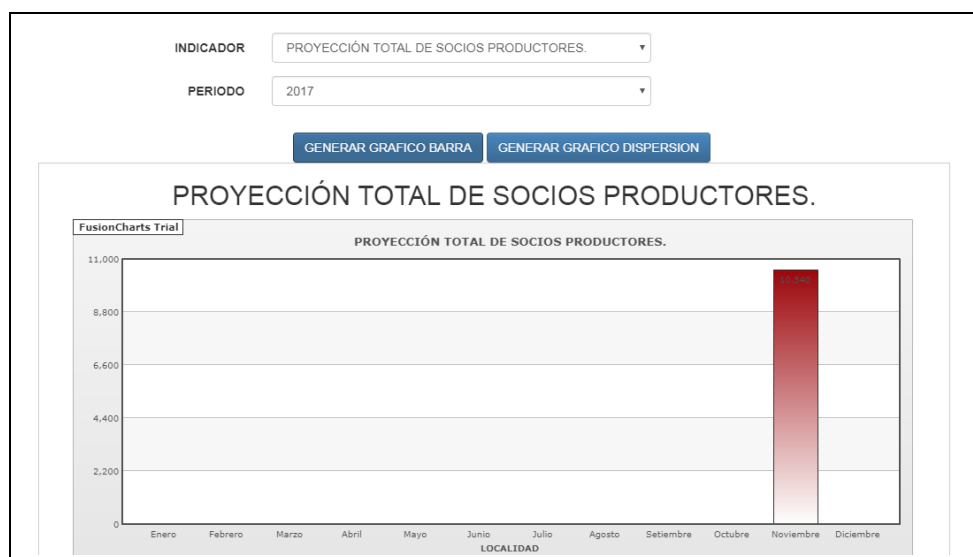 INDICADOR PROYECCIÓN TOTAL DE SOCIOS PRODUCTORES.
PERIODO 2017
GENERAR GRAFICO BARRA GENERAR GRAFICO DISPERSION
PROYECCIÓN TOTAL DE SOCIOS PRODUCTORES.
FusionCharts Trial
PROYECCIÓN TOTAL DE SOCIOS PRODUCTORES.
11,000
8,800
6,600
4,400
2,200
0
Enero Febrero Marzo Abril Mayo Junio Julio Agosto Setiembre Octubre Noviembre Diciembre
LOCALIDAD